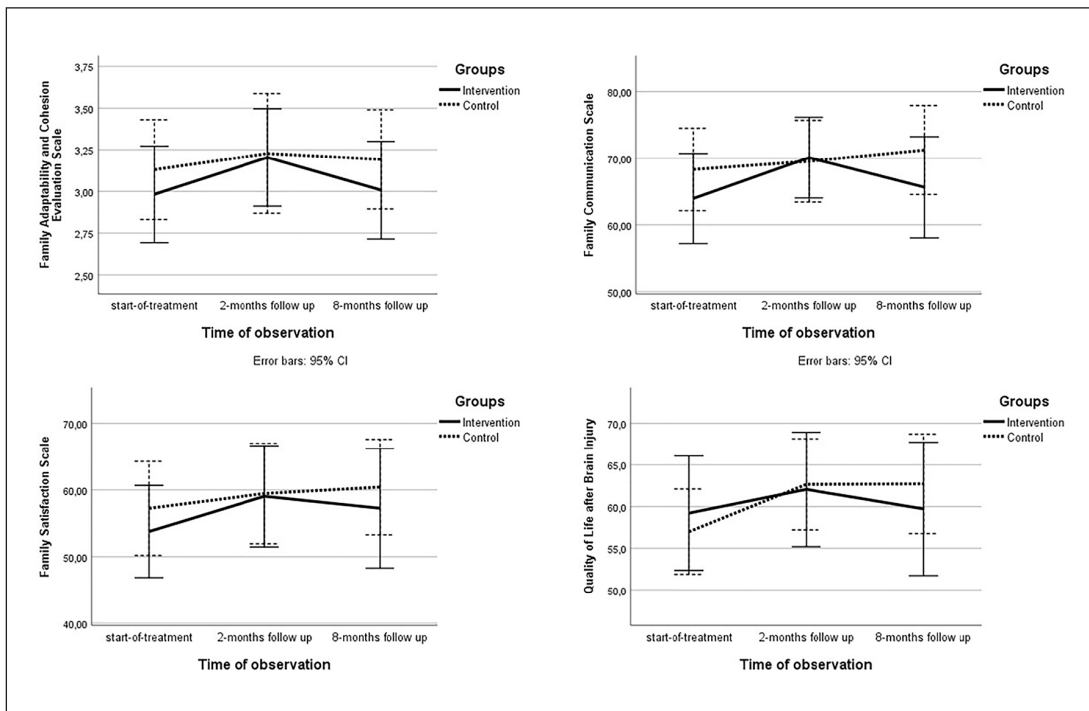 Family Adaptability and Cohesion
Evaluation Scale
3,75
3,50
3,25
3,00
2,75
2,50
start-of-treatment 2-months follow up 8-months follow up
Time of observation
Error bars: 95% CI
Groups
Intervention
Control
Family Communication Scale
80,00
70,00
60,00
50,00
start-of-treatment 2-months follow up 8-months follow up
Time of observation
Error bars: 95% CI
Groups
Intervention
Control
Family Satisfaction Scale
70,00
60,00
50,00
40,00
start-of-treatment 2-months follow up 8-months follow up
Time of observation
Groups
Intervention
Control
Quality of Life after Brain Injury
70,0
65,0
60,0
55,0
50,0
start-of-treatment 2-months follow up 8-months follow up
Time of observation
Groups
Intervention
Control